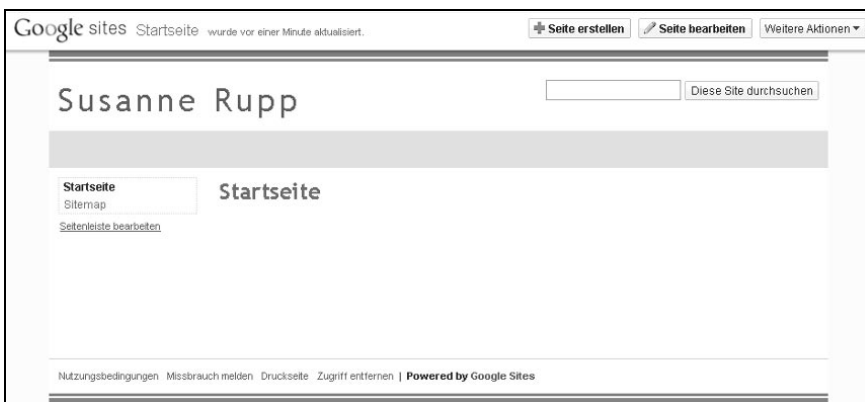 Google sites Startseite wurde vor einer Minute aktualisiert. Seite erstellen Seite bearbeiten Weitere Aktionen
Susanne Rupp Diese Site durchsuchen
Startseite
Sitemap
Seitenleiste bearbeiten
Startseite
Nutzungsbedingungen Missbrauch melden Druckseite Zugriff entfernen | Powered by Google Sites